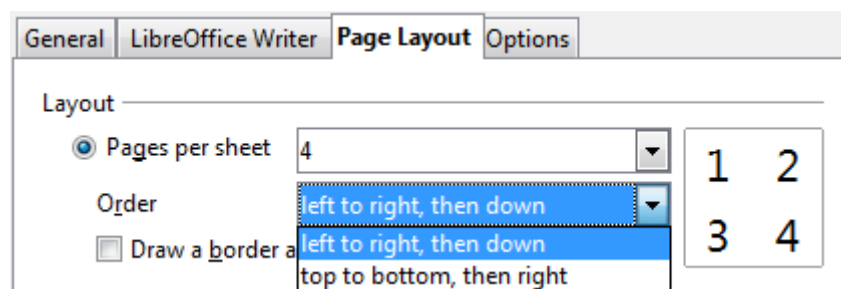 General LibreOffice Writer Page Layout Options
Layout
Pages per sheet 4
1 2
Order left to right, then down
Draw a border a left to right, then down
3 4
top to bottom, then right